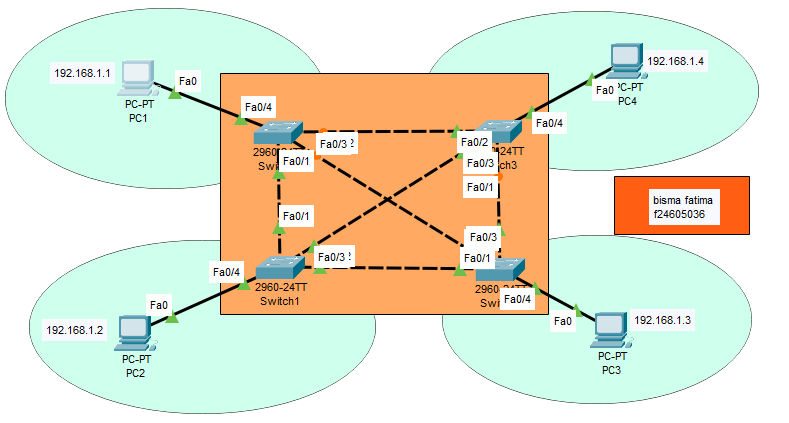 192.168.1.1
Fa0
PC-PT
PC1
Fa0/4
Fa0/3
Fa0/1
192.168.1.4
Fa0
PC-PT
PC4
Fa0/4
Fa0/2
24TT
Fa0/3
Fa0/1
bisma fatima
f24605036
Fa0/1
Fa0/3
Fa0/4
2960-24TT
Switch1
Fa0/3
Fa0/1
Fa0/4
Fa0
192.168.1.2
PC-PT
PC2
Fa0
192.168.1.3
PC-PT
PC3